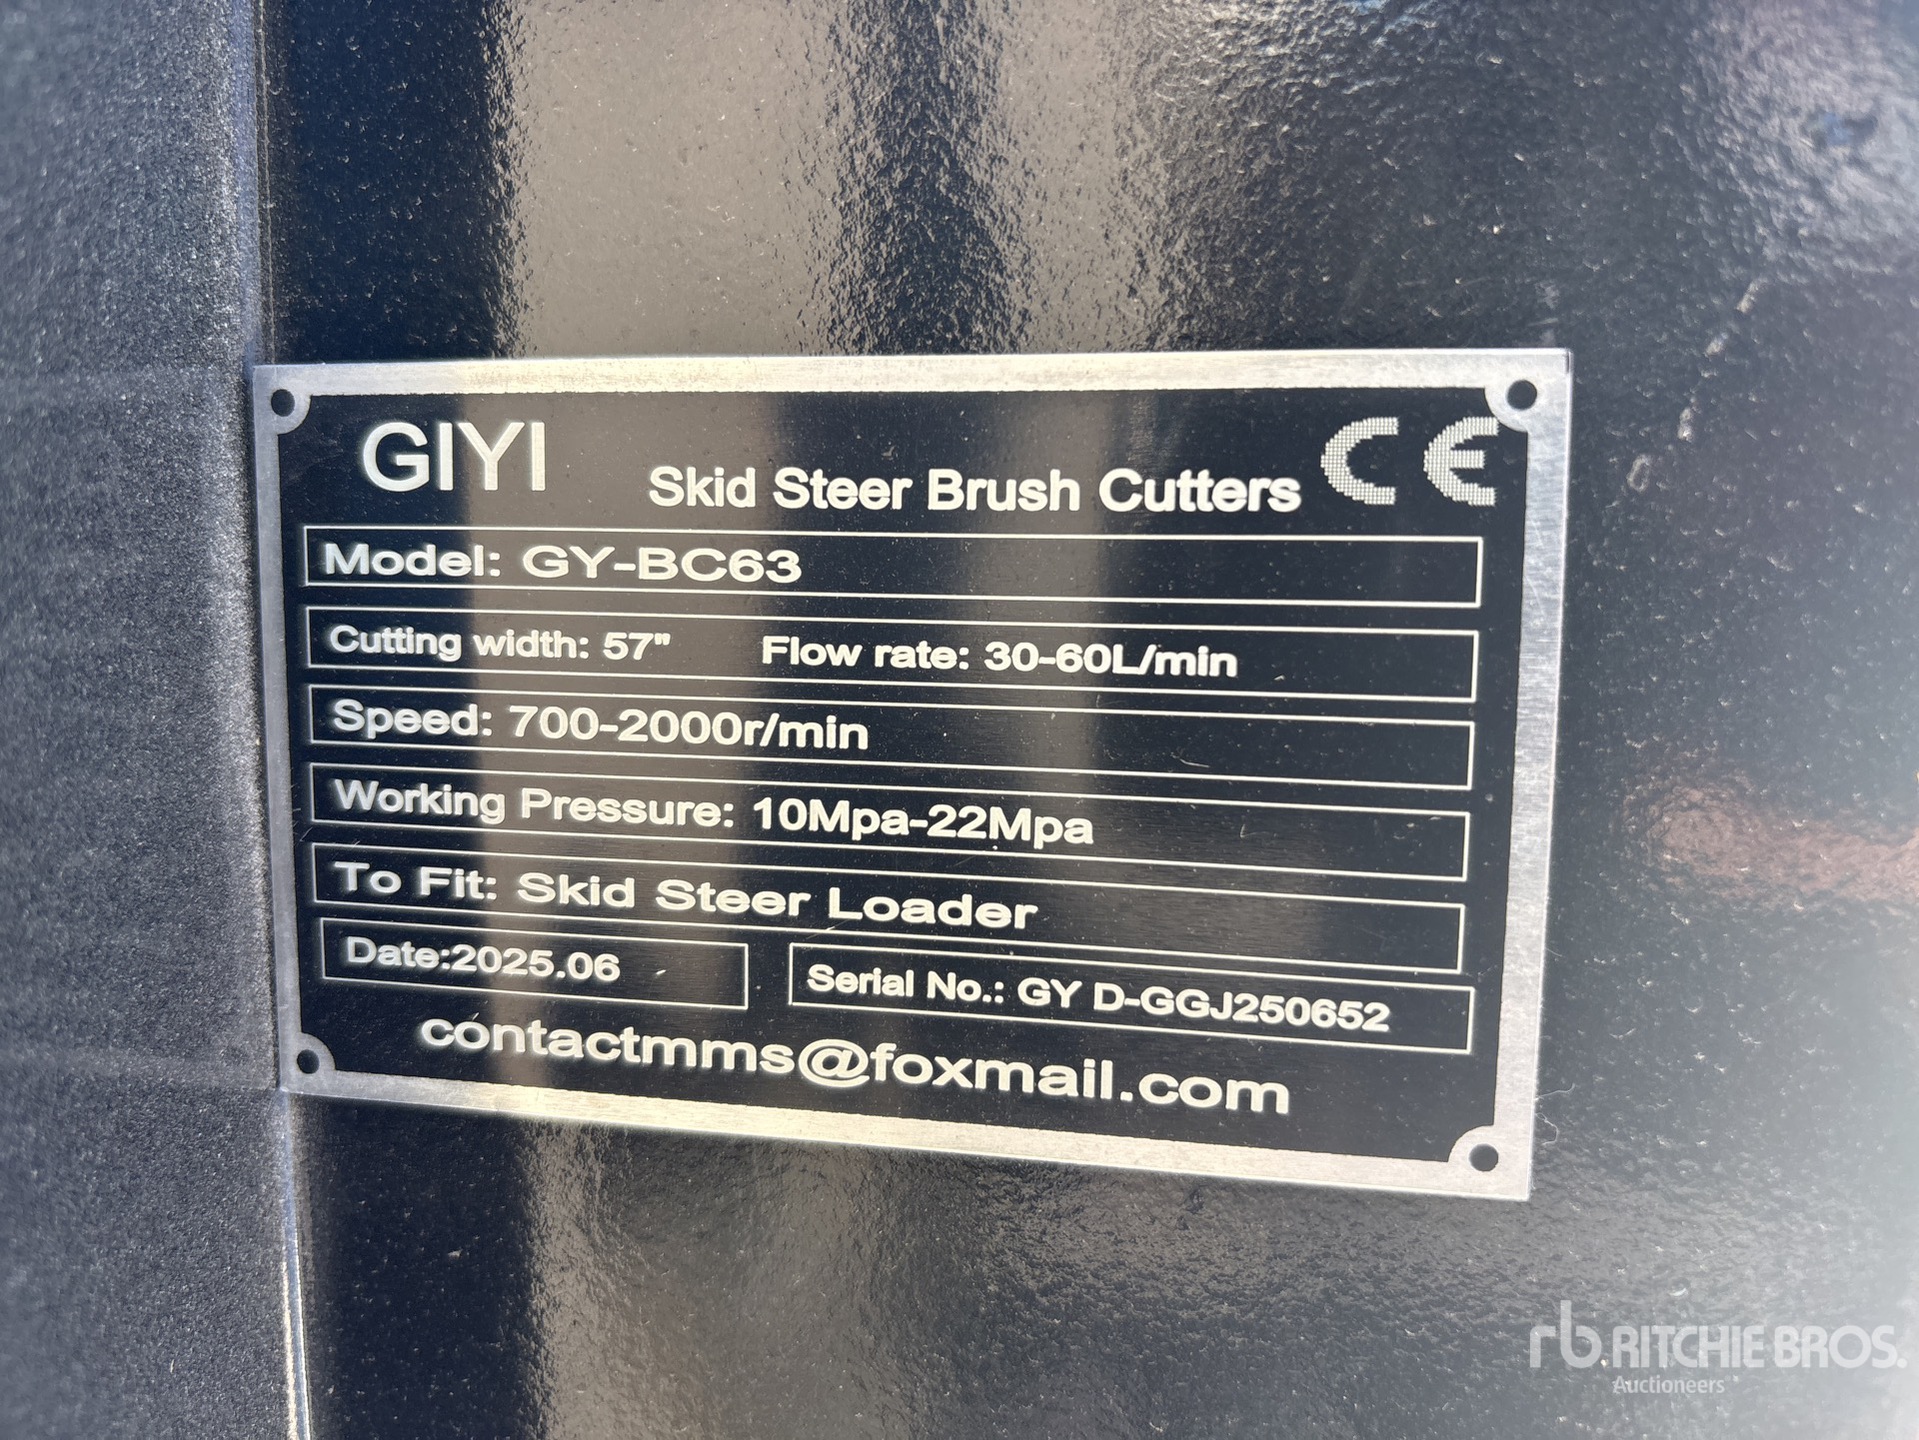 GIYI
Skid Steer Brush Cutters CE
Model: GY-BC63
Cutting width: 57" Flow rate: 30-60L/min
Speed: 700-2000r/min
Working Pressure: 10Mpa-22Mpa
To Fit: Skid Steer Loader
Date:2025.06 Serial No.: GY D-GGJ250652
contactmms@foxmail.com
rb RITCHIE BROS.
Auctioneers